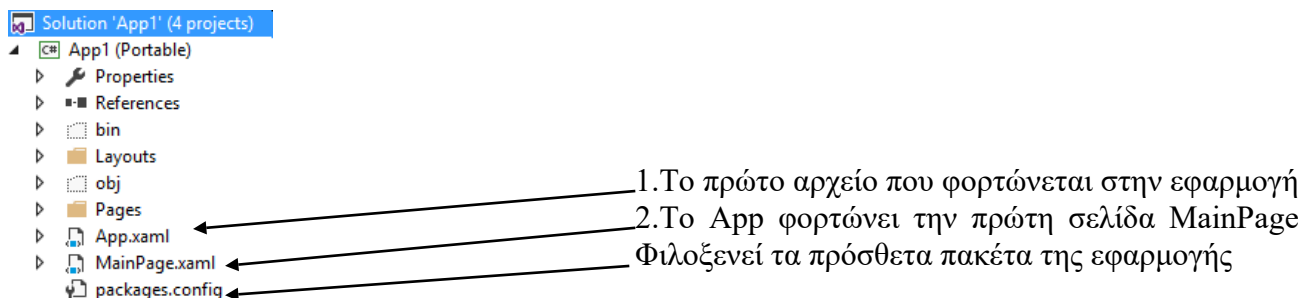 Solution 'App1' (4 projects)
C# App1 (Portable)
Properties
References
bin
Layouts
obj
Pages
App.xaml
MainPage.xaml
packages.config
1.Το πρώτο αρχείο που φορτώνεται στην εφαρμογή
2.Το App φορτώνει την πρώτη σελίδα MainPage
Φιλοξενεί τα πρόσθετα πακέτα της εφαρμογής